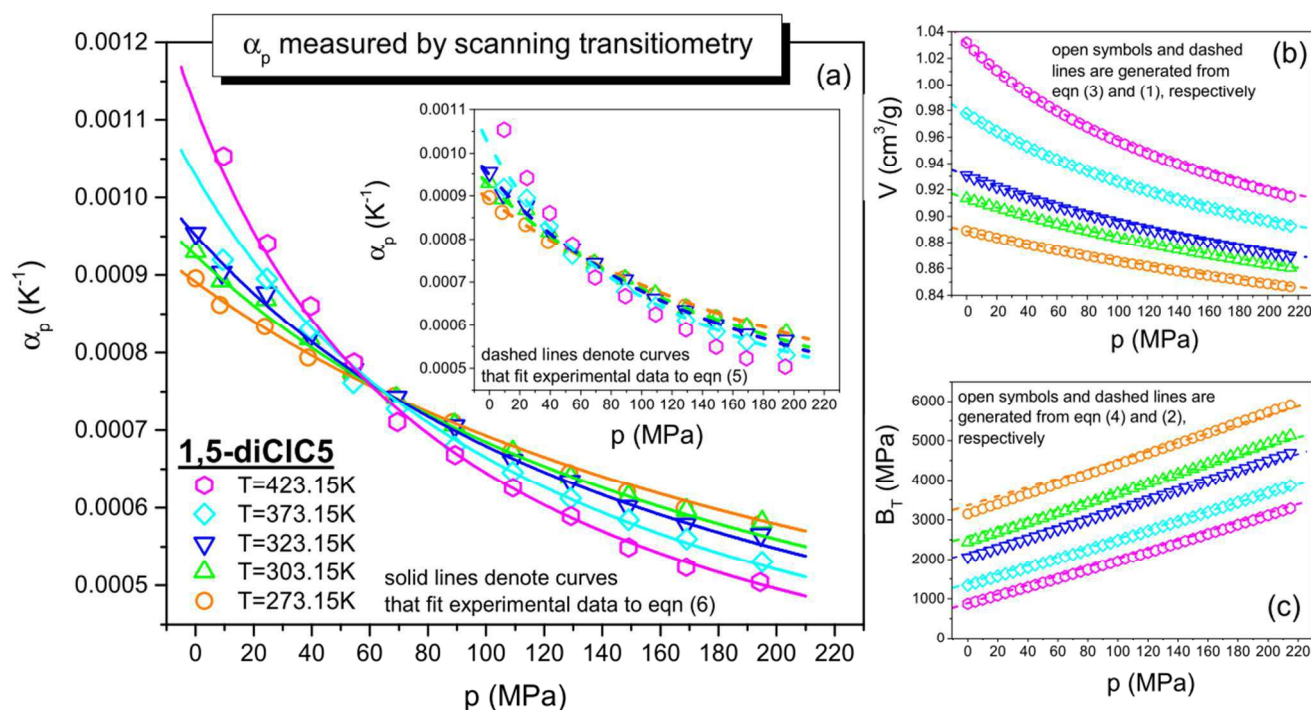 αp measured by scanning transitiometry
(a)
αp (K-1)
0.0012
0.0011
0.0010
0.0009
0.0008
0.0007
0.0006
0.0005
0 20 40 60 80 100 120 140 160 180 200 220
p (MPa)
1,5-diClC5
T=423.15K
T=373.15K
T=323.15K
T=303.15K
T=273.15K
solid lines denote curves
that fit experimental data to eqn (6)
αp (K-1)
0.0011
0.0010
0.0009
0.0008
0.0007
0.0006
0.0005
dashed lines denote curves
that fit experimental data to eqn (5)
0 20 40 60 80 100 120 140 160 180 200 220
p (MPa)
(b)
open symbols and dashed
lines are generated from
eqn (3) and (1), respectively
V (cm3/g)
1.04
1.02
1.00
0.98
0.96
0.94
0.92
0.90
0.88
0.86
0.84
0 20 40 60 80 100 120 140 160 180 200 220
p (MPa)
open symbols and dashed lines are
generated from eqn (4) and (2),
respectively
BT (MPa)
6000
5000
4000
3000
2000
1000
0
(c)
0 20 40 60 80 100 120 140 160 180 200 220
p (MPa)